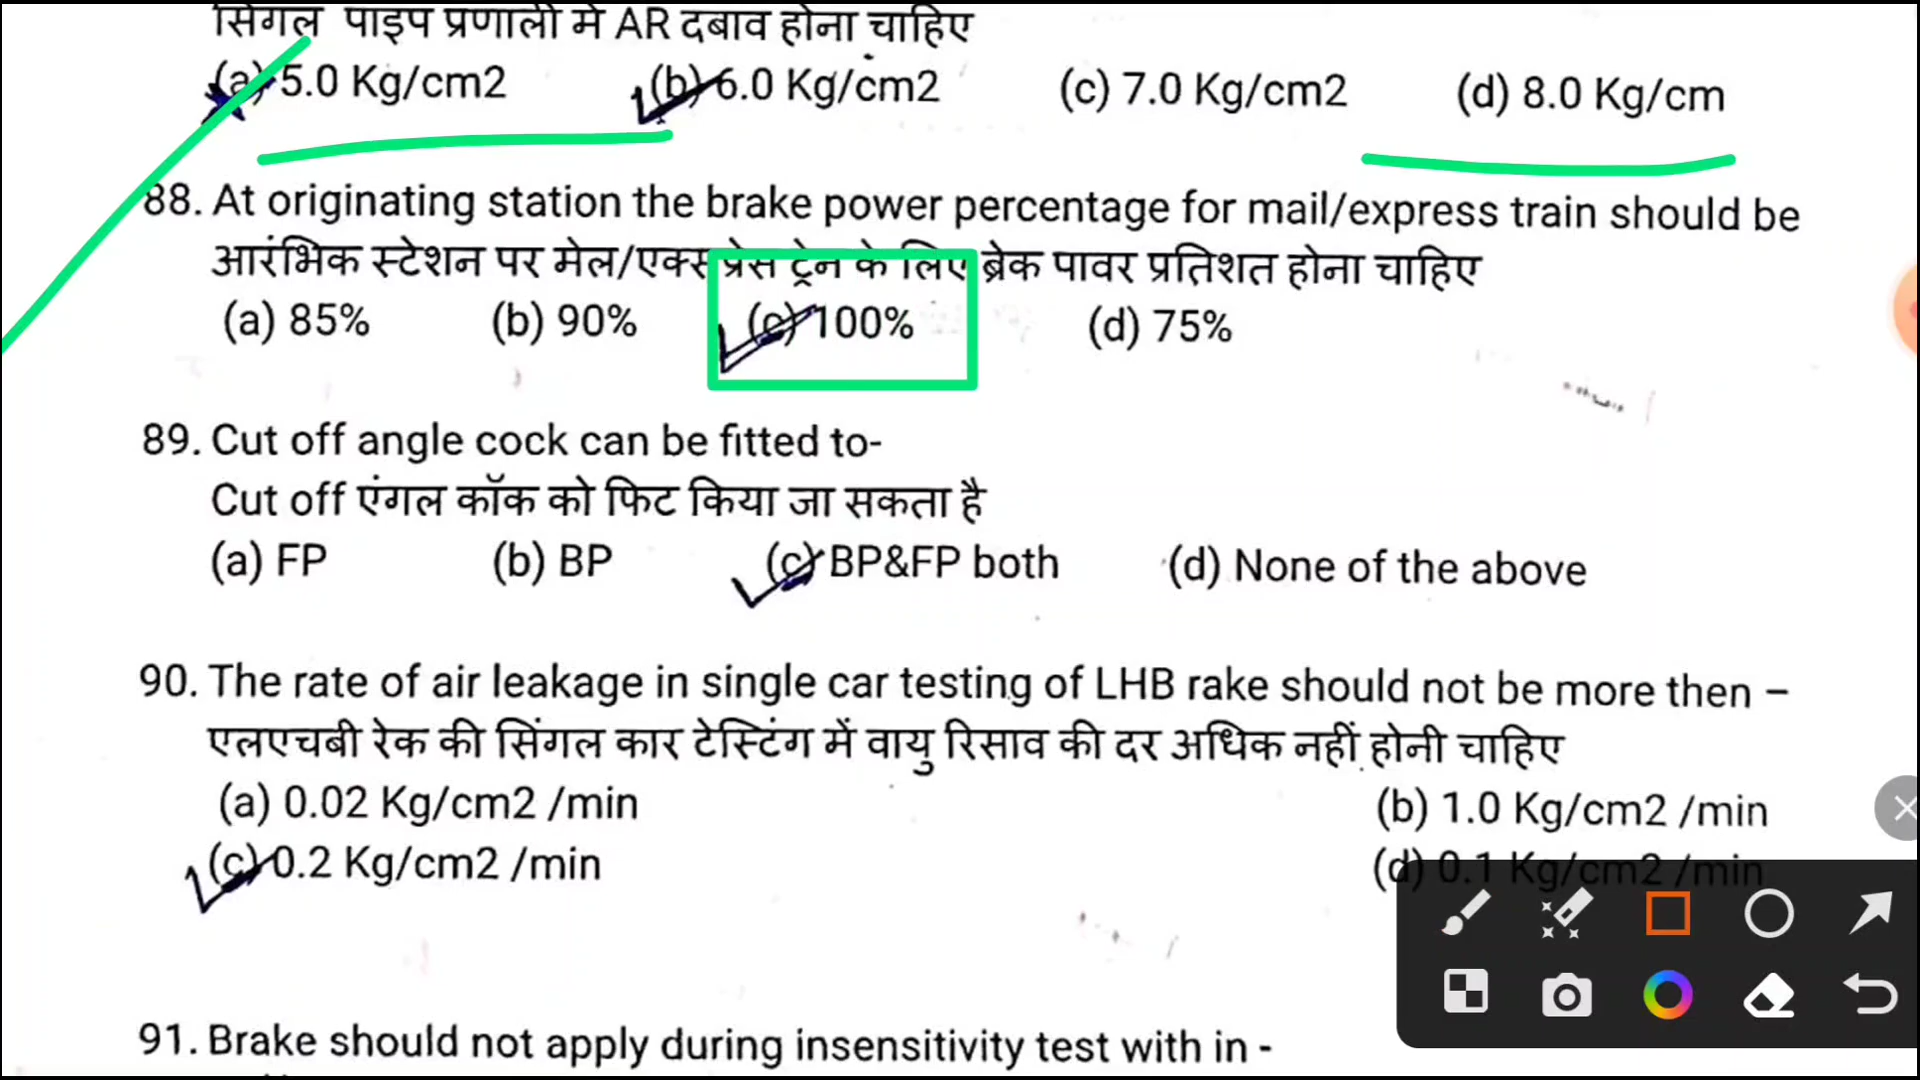 सिंगल पाइप प्रणाली में AR दबाव होना चाहिए
(a) 5.0 Kg/cm2 (b) 6.0 Kg/cm2 (c) 7.0 Kg/cm2 (d) 8.0 Kg/cm
88. At originating station the brake power percentage for mail/express train should be
आरंभिक स्टेशन पर मेल/एक्सप्रेस ट्रेन के लिए ब्रेक पावर प्रतिशत होना चाहिए
(a) 85% (b) 90% (c) 100% (d) 75%
89. Cut off angle cock can be fitted to-
Cut off एंगल कॉक को फिट किया जा सकता है
(a) FP (b) BP (c) BP&FP both (d) None of the above
90. The rate of air leakage in single car testing of LHB rake should not be more then –
एलएचबी रेक की सिंगल कार टेस्टिंग में वायु रिसाव की दर अधिक नहीं होनी चाहिए
(a) 0.02 Kg/cm2 /min (b) 1.0 Kg/cm2 /min
(c) 0.2 Kg/cm2 /min (d) 0.1 Kg/cm2 /min
91. Brake should not apply during insensitivity test with in -